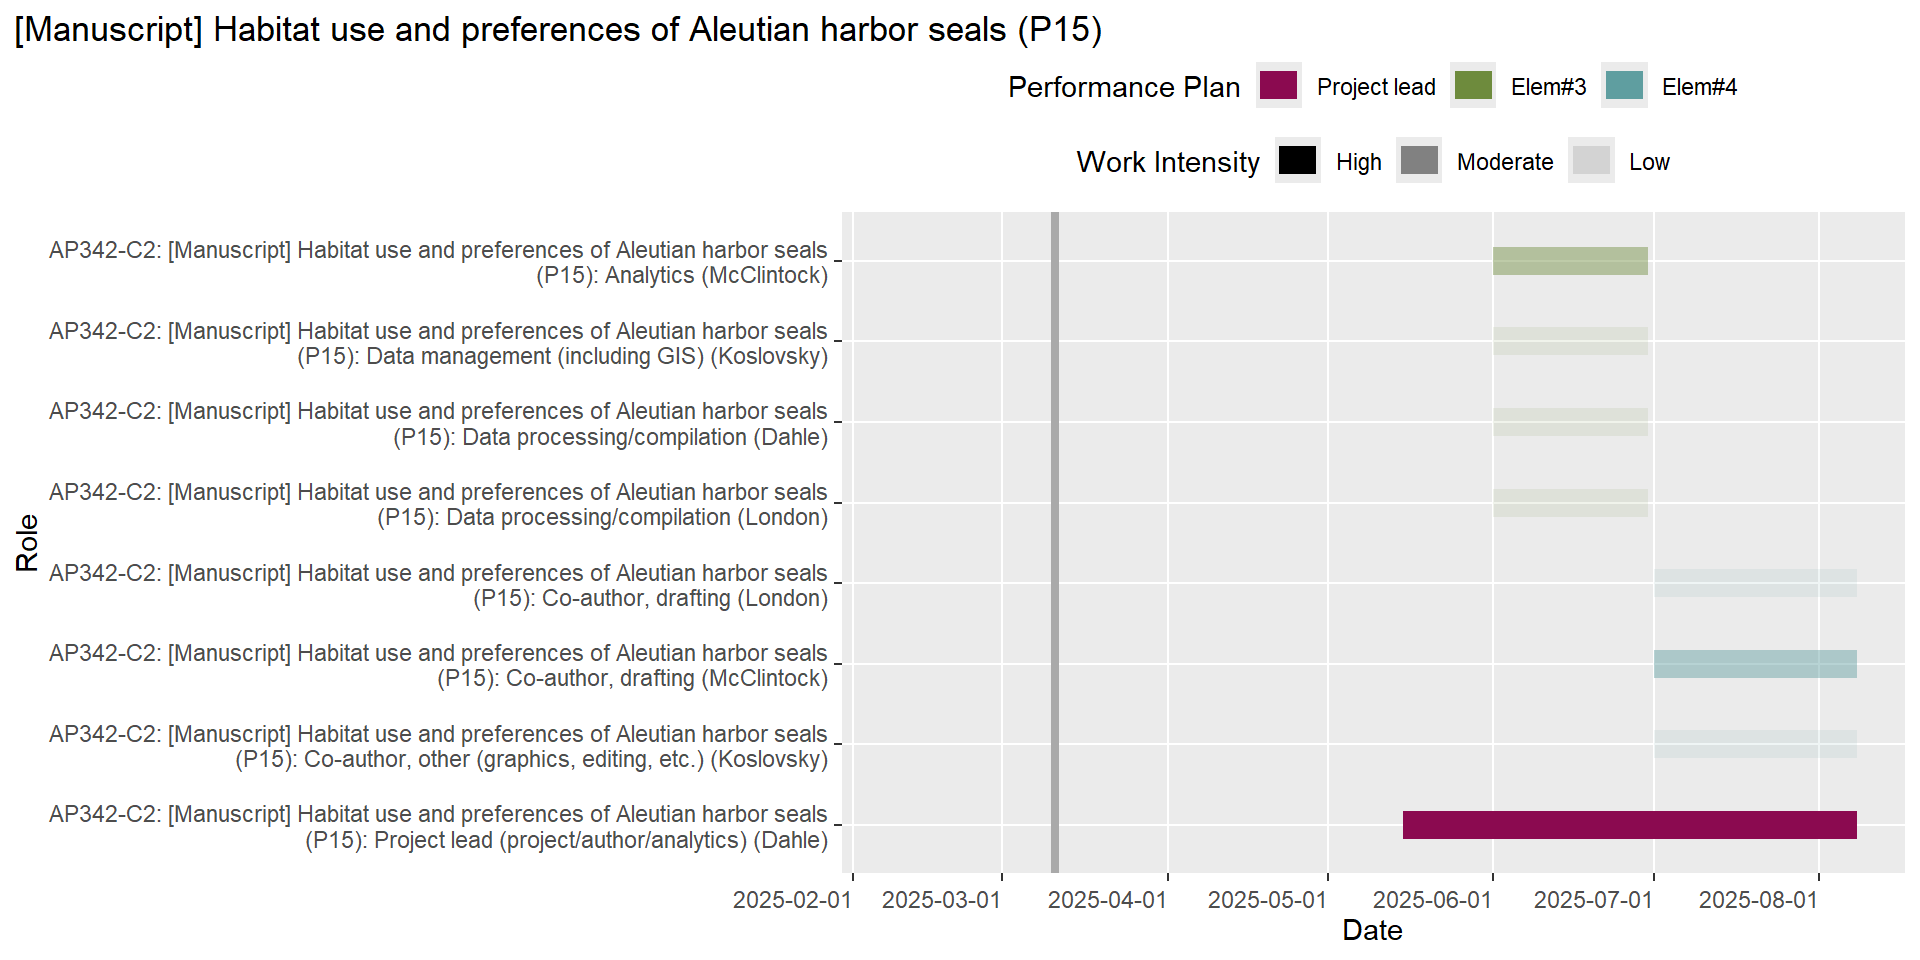 [Manuscript] Habitat use and preferences of Aleutian harbor seals (P15)
Performance Plan Project lead Elem#3 Elem#4
Work Intensity High Moderate Low
AP342-C2: [Manuscript] Habitat use and preferences of Aleutian harbor seals
(P15): Analytics (McClintock)
AP342-C2: [Manuscript] Habitat use and preferences of Aleutian harbor seals
(P15): Data management (including GIS) (Koslovsky)
AP342-C2: [Manuscript] Habitat use and preferences of Aleutian harbor seals
(P15): Data processing/compilation (Dahle)
AP342-C2: [Manuscript] Habitat use and preferences of Aleutian harbor seals
(P15): Data processing/compilation (London)
Role
AP342-C2: [Manuscript] Habitat use and preferences of Aleutian harbor seals
(P15): Co-author, drafting (London)
AP342-C2: [Manuscript] Habitat use and preferences of Aleutian harbor seals
(P15): Co-author, drafting (McClintock)
AP342-C2: [Manuscript] Habitat use and preferences of Aleutian harbor seals
(P15): Co-author, other (graphics, editing, etc.) (Koslovsky)
AP342-C2: [Manuscript] Habitat use and preferences of Aleutian harbor seals
(P15): Project lead (project/author/analytics) (Dahle)
2025-02-01 2025-03-01 2025-04-01 2025-05-01 2025-06-01 2025-07-01 2025-08-01
Date